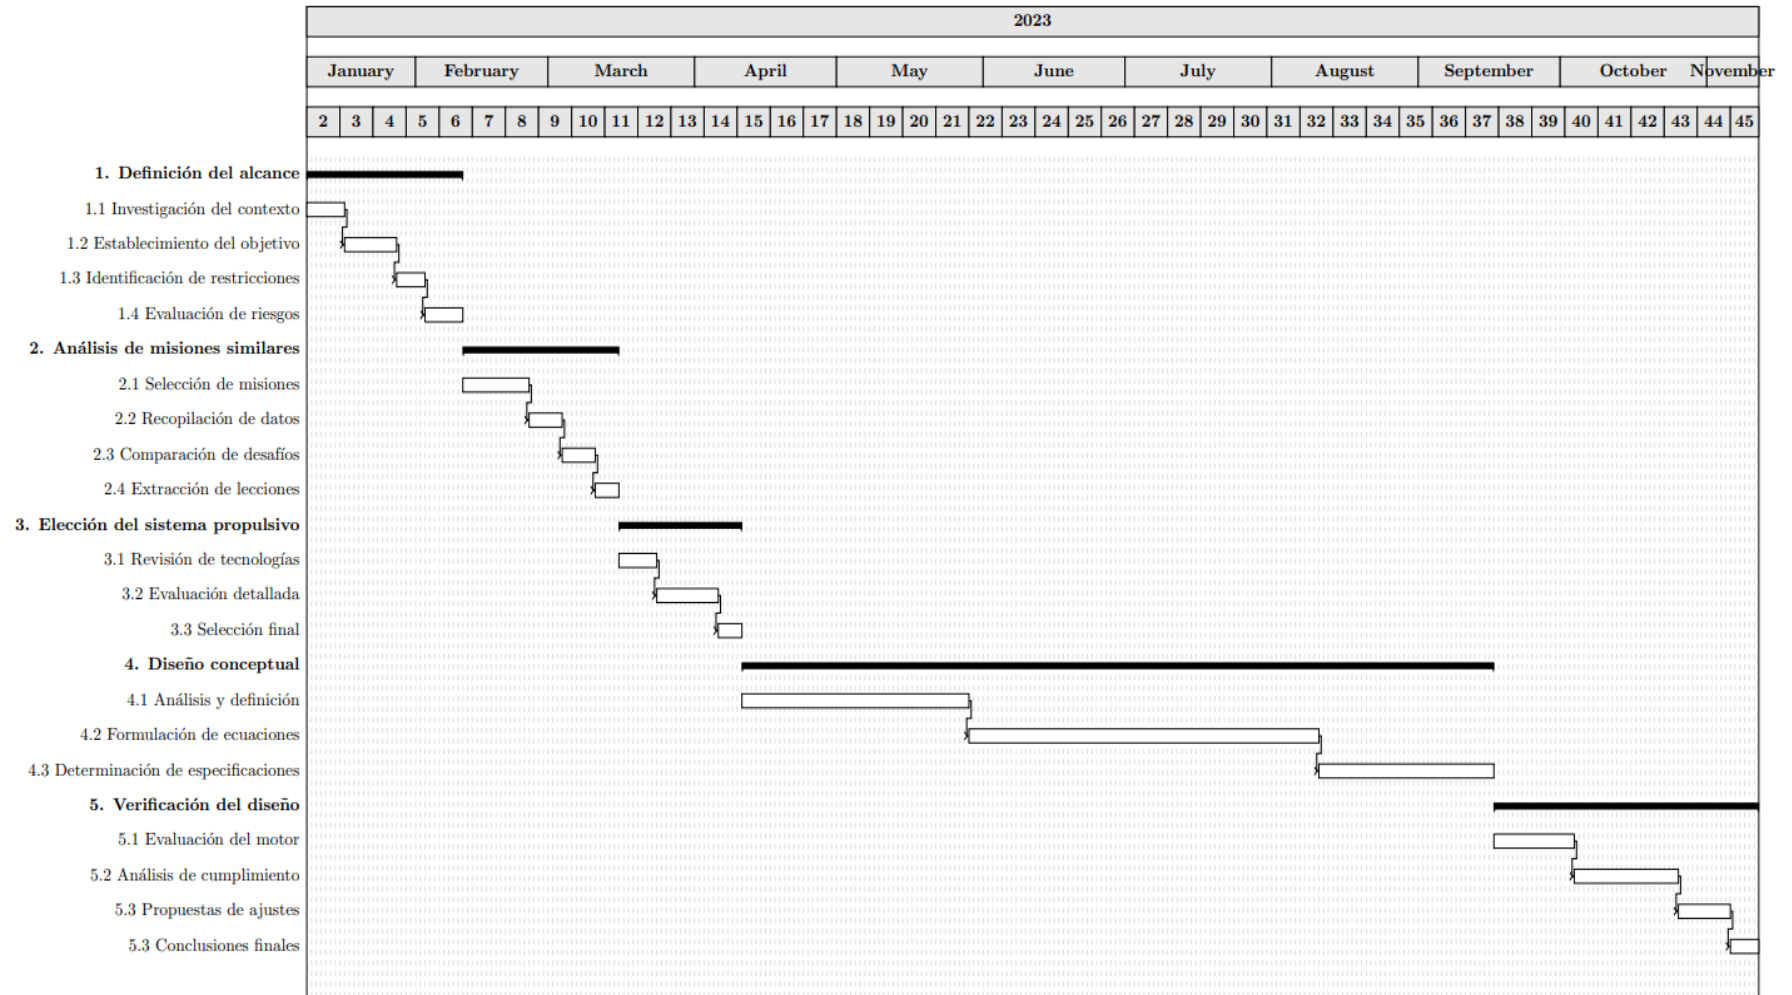 2023
January February March April May June July August September October November
2 3 4 5 6 7 8 9 10 11 12 13 14 15 16 17 18 19 20 21 22 23 24 25 26 27 28 29 30 31 32 33 34 35 36 37 38 39 40 41 42 43 44 45
1. Definición del alcance
1.1 Investigación del contexto
1.2 Establecimiento del objetivo
1.3 Identificación de restricciones
1.4 Evaluación de riesgos
2. Análisis de misiones similares
2.1 Selección de misiones
2.2 Recopilación de datos
2.3 Comparación de desafíos
2.4 Extracción de lecciones
3. Elección del sistema propulsivo
3.1 Revisión de tecnologías
3.2 Evaluación detallada
3.3 Selección final
4. Diseño conceptual
4.1 Análisis y definición
4.2 Formulación de ecuaciones
4.3 Determinación de especificaciones
5. Verificación del diseño
5.1 Evaluación del motor
5.2 Análisis de cumplimiento
5.3 Propuestas de ajustes
5.3 Conclusiones finales